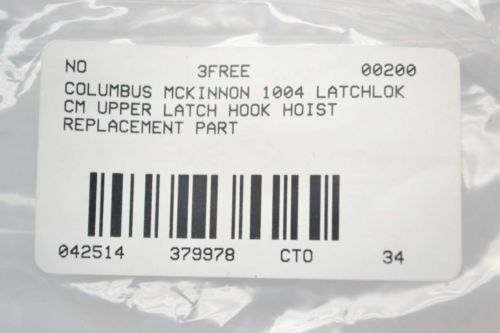 NO 3FREE 00200
COLUMBUS MCKINNON 1004 LATCHLOK
CM UPPER LATCH HOOK HOIST
REPLACEMENT PART
042514 379978 CTO 34